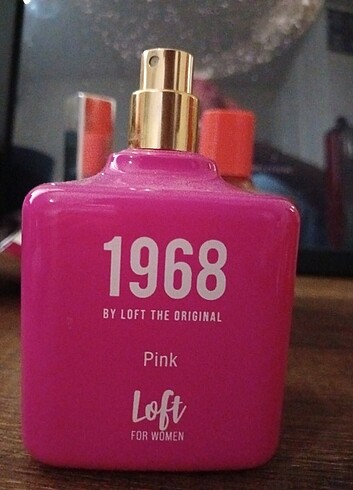 1968
BY LOFT THE ORIGINAL
Pink
Loft
FOR WOMEN